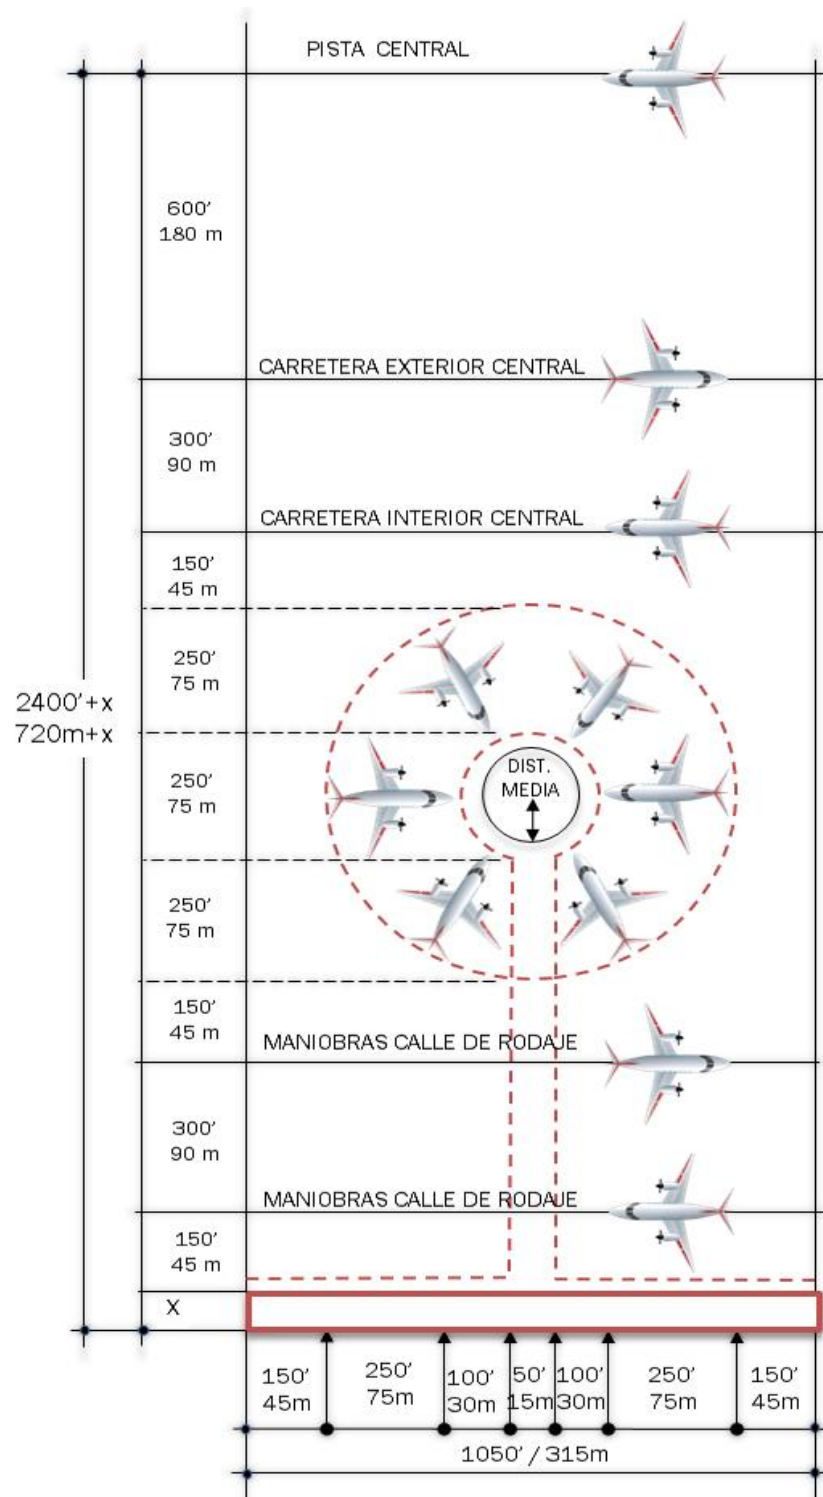 PISTA CENTRAL
600'
180 m
CARRETERA EXTERIOR CENTRAL
300'
90 m
CARRETERA INTERIOR CENTRAL
150'
45 m
250'
75 m
2400'+x
720m+x
250'
75 m
DIST.
MEDIA
250'
75 m
150'
45 m
MANIOBRAS CALLE DE RODAJE
300'
90 m
MANIOBRAS CALLE DE RODAJE
150'
45 m
X
150'
45m
250'
75m
100'
30m
50'
15m
100'
30m
250'
75m
150'
45m
1050' / 315m